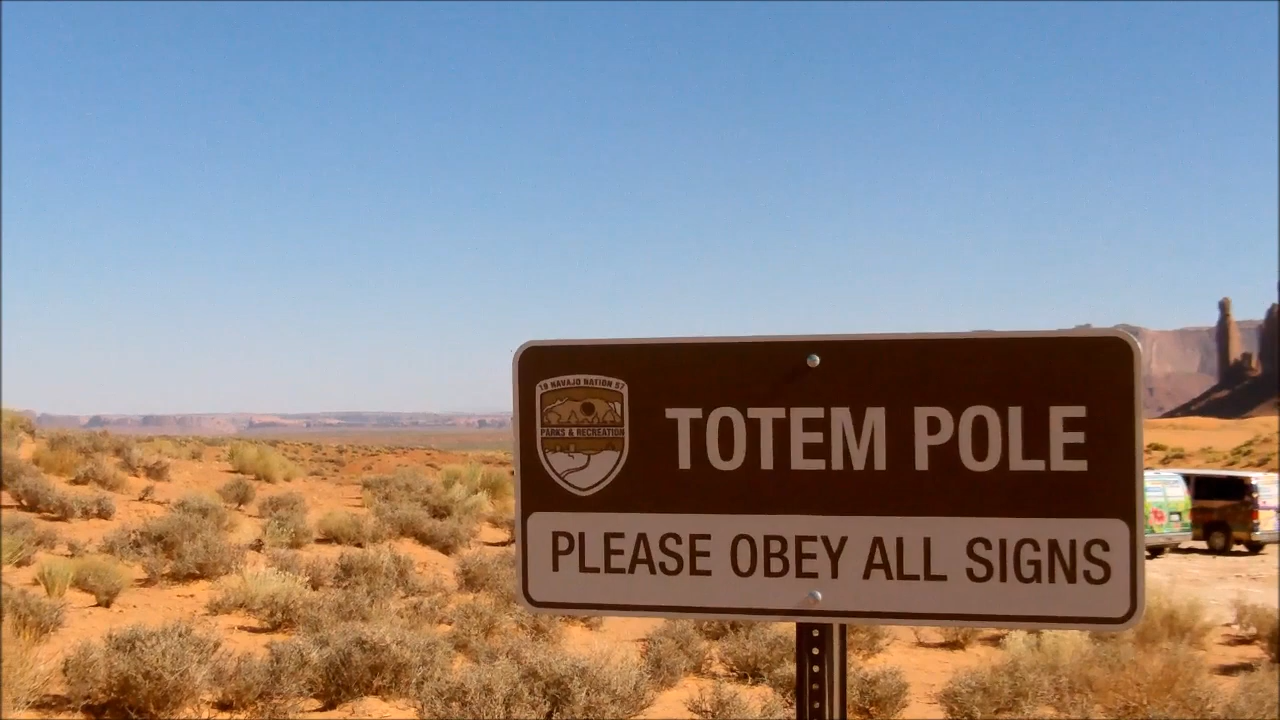 19 NAVAJO NATION 57
PARKS & RECREATION
TOTEM POLE
PLEASE OBEY ALL SIGNS